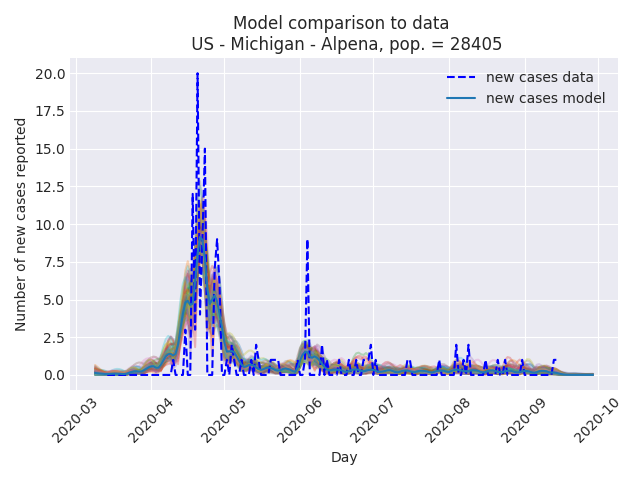 Model comparison to data
US - Michigan - Alpena, pop. = 28405
new cases data
new cases model
Number of new cases reported
20.0
17.5
15.0
12.5
10.0
7.5
5.0
2.5
0.0
2020-03
2020-04
2020-05
2020-06
2020-07
2020-08
2020-09
2020-10
Day